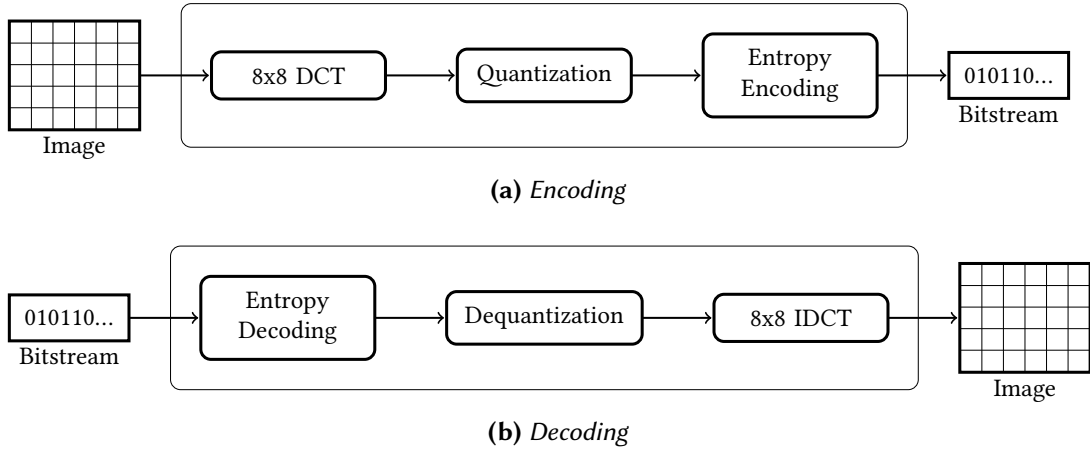 8x8 DCT
Quantization
Entropy
Encoding
010110...
Image
Bitstream
(a) Encoding
010110...
Bitstream
Entropy
Decoding
Dequantization
8x8 IDCT
Image
(b) Decoding